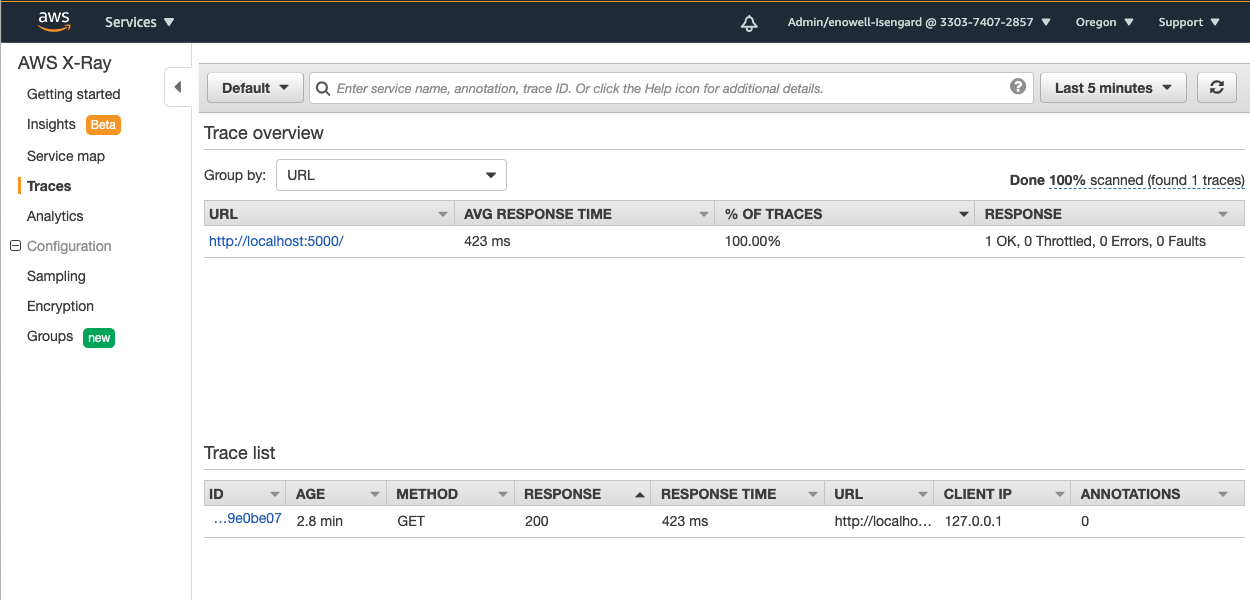 aws Services Admin/enowell-Isengard @ 3303-7407-2857 Oregon Support
AWS X-Ray
Getting started
Insights Beta
Service map
Traces
Analytics
Configuration
Sampling
Encryption
Groups new
Default Enter service name, annotation, trace ID. Or click the Help icon for additional details. ? Last 5 minutes
Trace overview
Group by: URL Done 100% scanned (found 1 traces)
URL AVG RESPONSE TIME % OF TRACES RESPONSE
http://localhost:5000/ 423 ms 100.00% 1 OK, 0 Throttled, 0 Errors, 0 Faults
Trace list
ID AGE METHOD RESPONSE RESPONSE TIME URL CLIENT IP ANNOTATIONS
...9e0be07 2.8 min GET 200 423 ms http://localho... 127.0.0.1 0